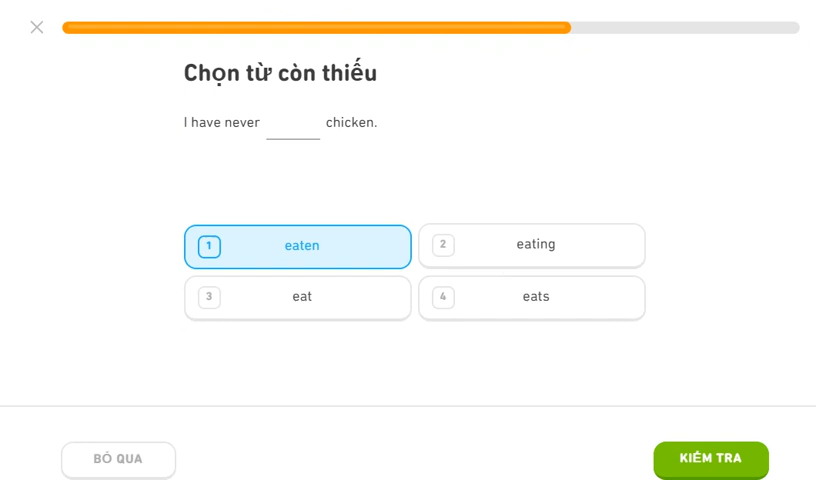 Chọn từ còn thiếu
I have never ______ chicken.
1 eaten
2 eating
3 eat
4 eats
BỎ QUA
KIỂM TRA